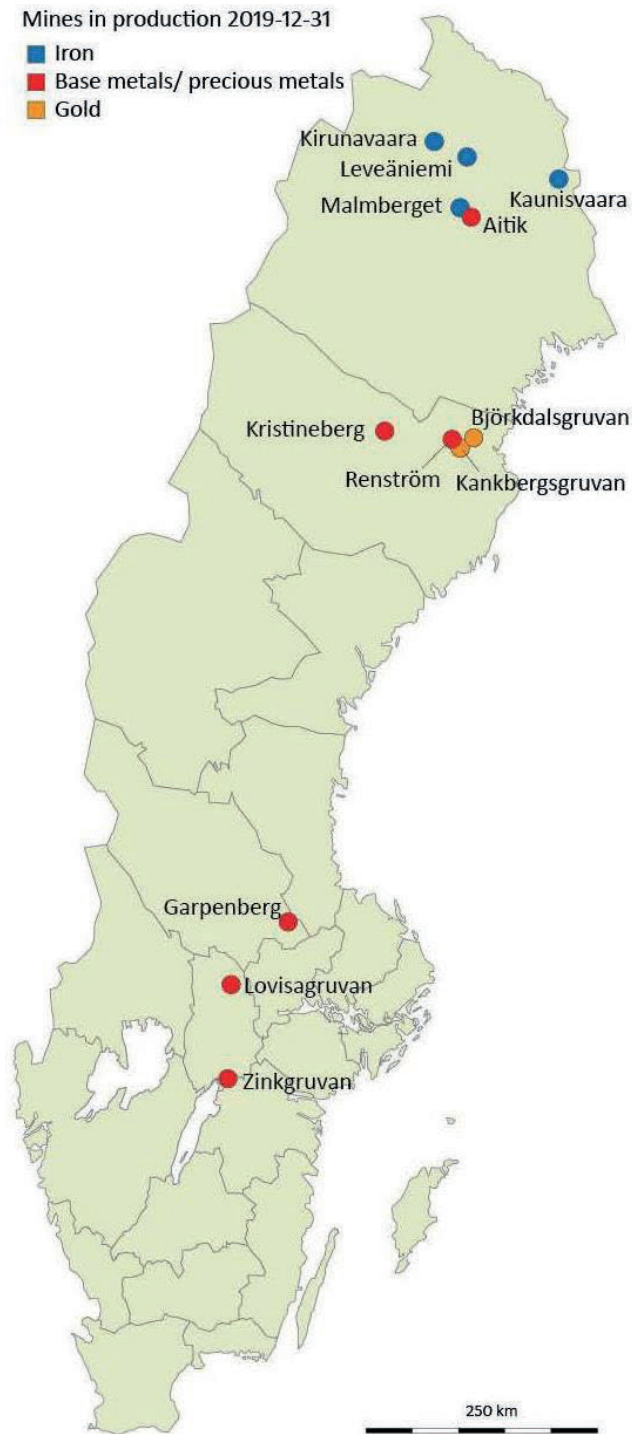 Mines in production 2019-12-31
Iron
Base metals/ precious metals
Gold
Kirunavaara
Leveäniemi
Kaunisvaara
Malmberget
Aitik
Björkdalsgruvan
Kristineberg
Renström
Kankbergsgruvan
Garpenberg
Lovisagruvan
Zinkgruvan
250 km